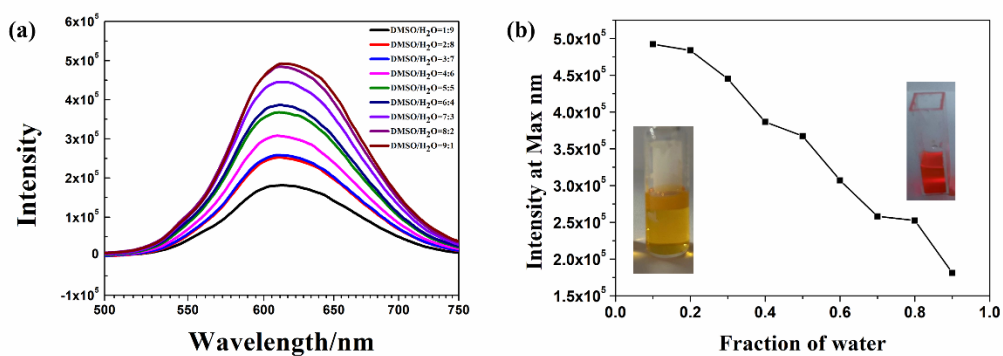 (a)
6x10⁵
5x10⁵
4x10⁵
3x10⁵
2x10⁵
1x10⁵
0
-1x10⁵
Intensity
DMSO/H₂O=1:9
DMSO/H₂O=2:8
DMSO/H₂O=3:7
DMSO/H₂O=4:6
DMSO/H₂O=5:5
DMSO/H₂O=6:4
DMSO/H₂O=7:3
DMSO/H₂O=8:2
DMSO/H₂O=9:1
500 550 600 650 700 750
Wavelength/nm
(b)
5.0x10⁵
4.5x10⁵
4.0x10⁵
3.5x10⁵
3.0x10⁵
2.5x10⁵
2.0x10⁵
1.5x10⁵
Intensity at Max nm
0.0 0.2 0.4 0.6 0.8 1.0
Fraction of water